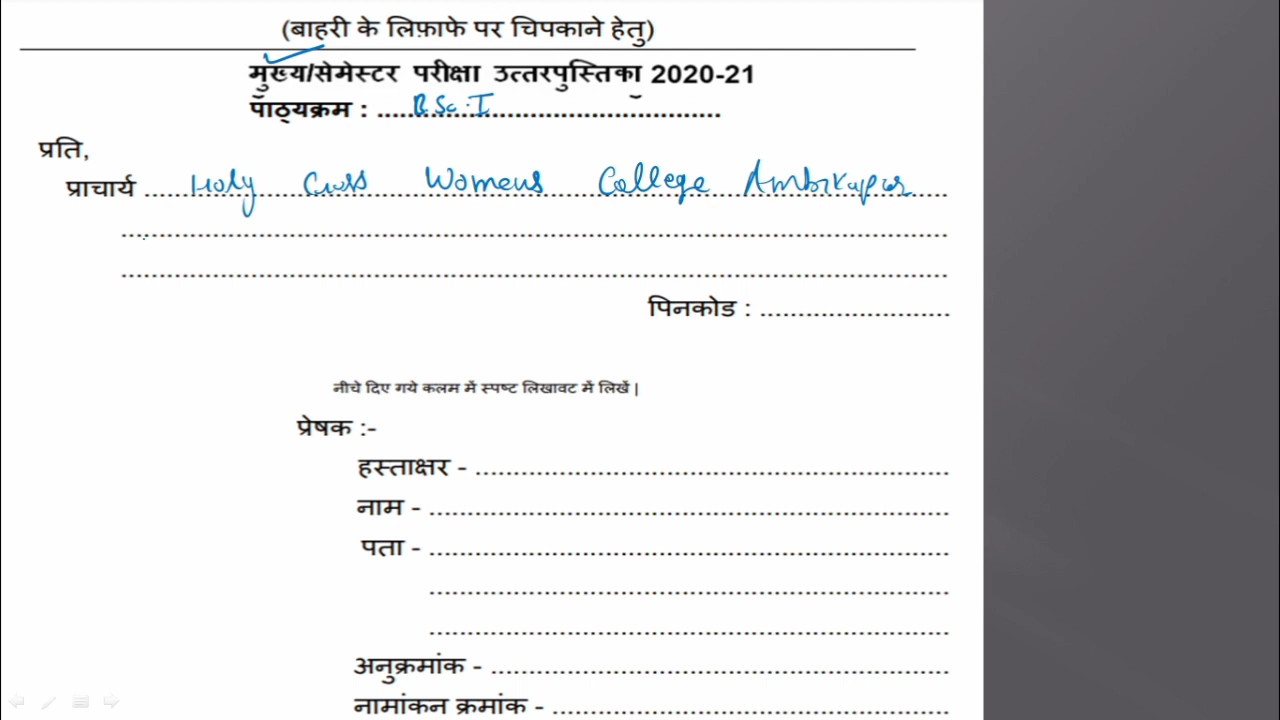 (बाहरी के लिफ़ाफे पर चिपकाने हेतु)
मुख्य/सेमेस्टर परीक्षा उत्तरपुस्तिका 2020-21
पाठ्यक्रम : ....B.Sc.I....
प्रति,
प्राचार्य .... Holy Cross Womens College Ambikapur ....
....
....
पिनकोड : ....
नीचे दिए गये कलम में स्पष्ट लिखावट में लिखें |
प्रेषक :-
हस्ताक्षर - ....
नाम - ....
पता - ....
....
....
अनुक्रमांक - ....
नामांकन क्रमांक - ....